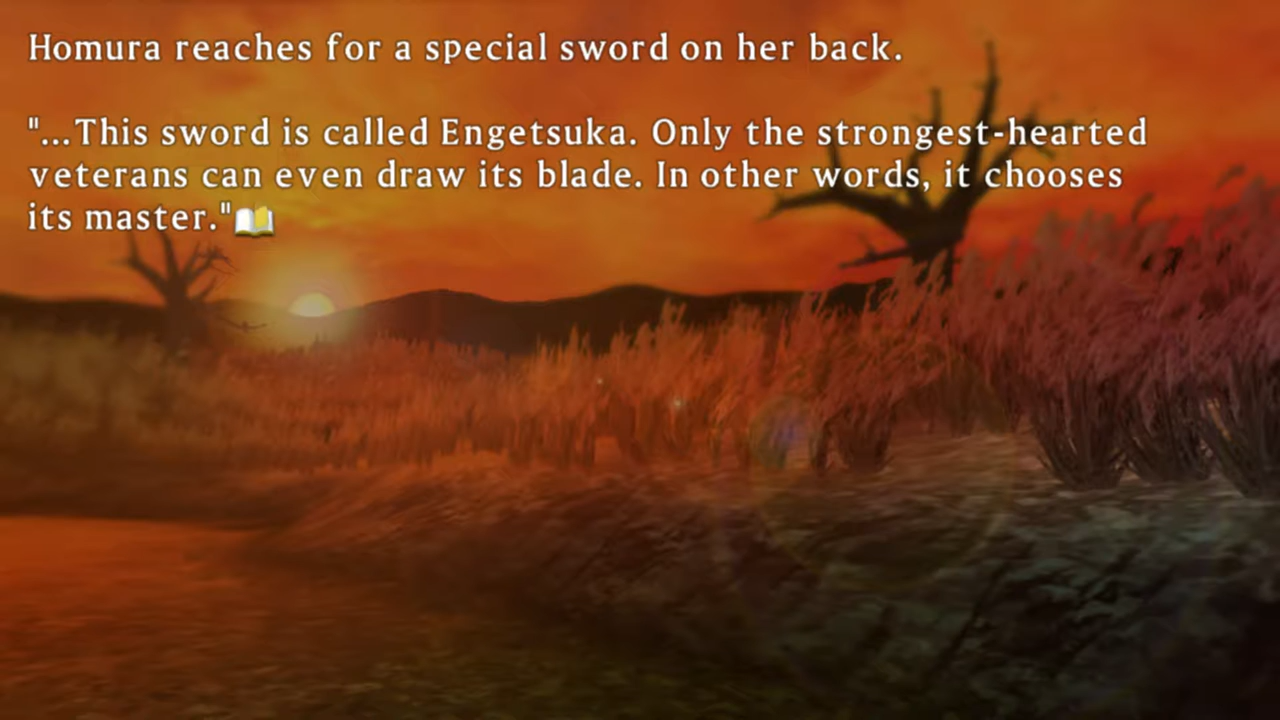 Homura reaches for a special sword on her back.
"...This sword is called Engetsuka. Only the strongest-hearted
veterans can even draw its blade. In other words, it chooses
its master."